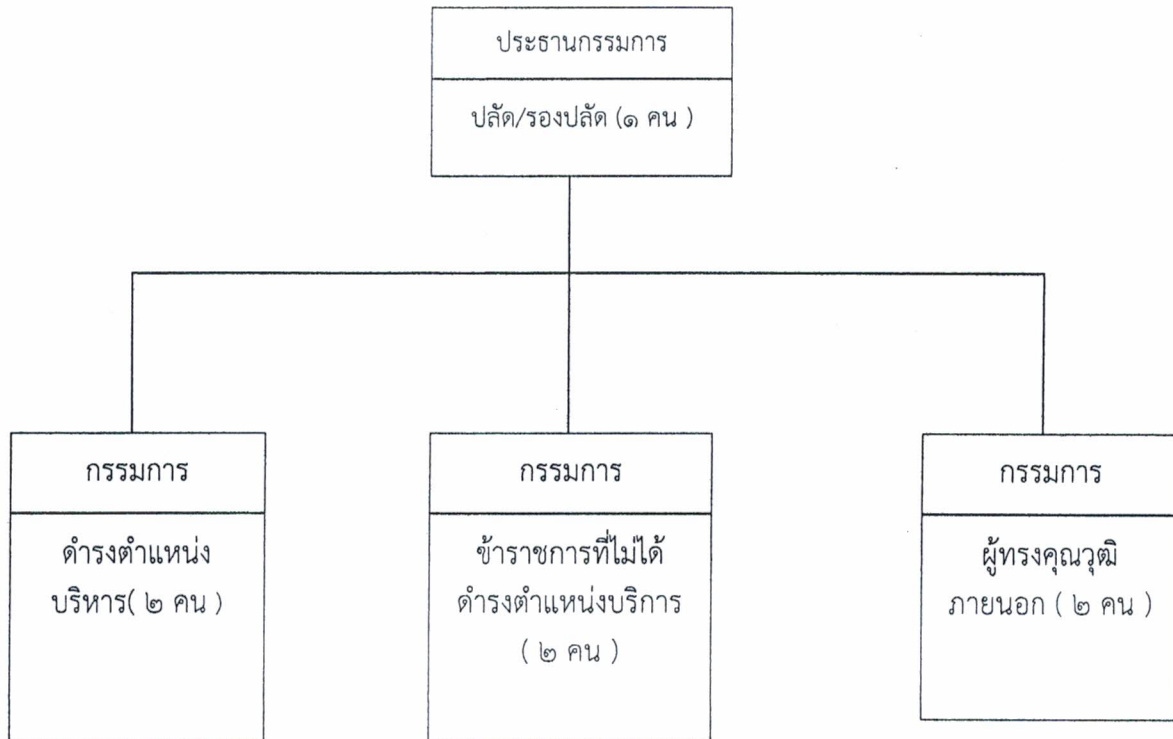 ประธานกรรมการ
ปลัด/รองปลัด (๑ คน )
กรรมการ
ดำรงตำแหน่ง
บริหาร( ๒ คน )
กรรมการ
ข้าราชการที่ไม่ได้
ดำรงตำแหน่งบริการ
( ๒ คน )
กรรมการ
ผู้ทรงคุณวุฒิ
ภายนอก ( ๒ คน )